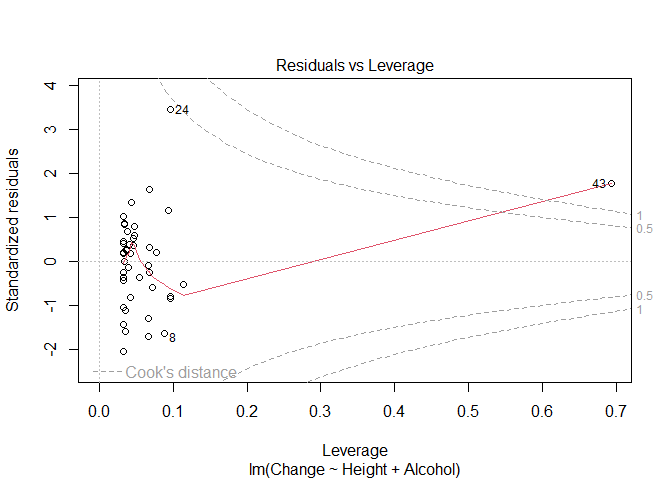 Residuals vs Leverage
Standardized residuals
4
3
2
1
0
-1
-2
24
43
8
1
0.5
0.5
1
Cook's distance
0.0 0.1 0.2 0.3 0.4 0.5 0.6 0.7
Leverage
lm(Change ~ Height + Alcohol)